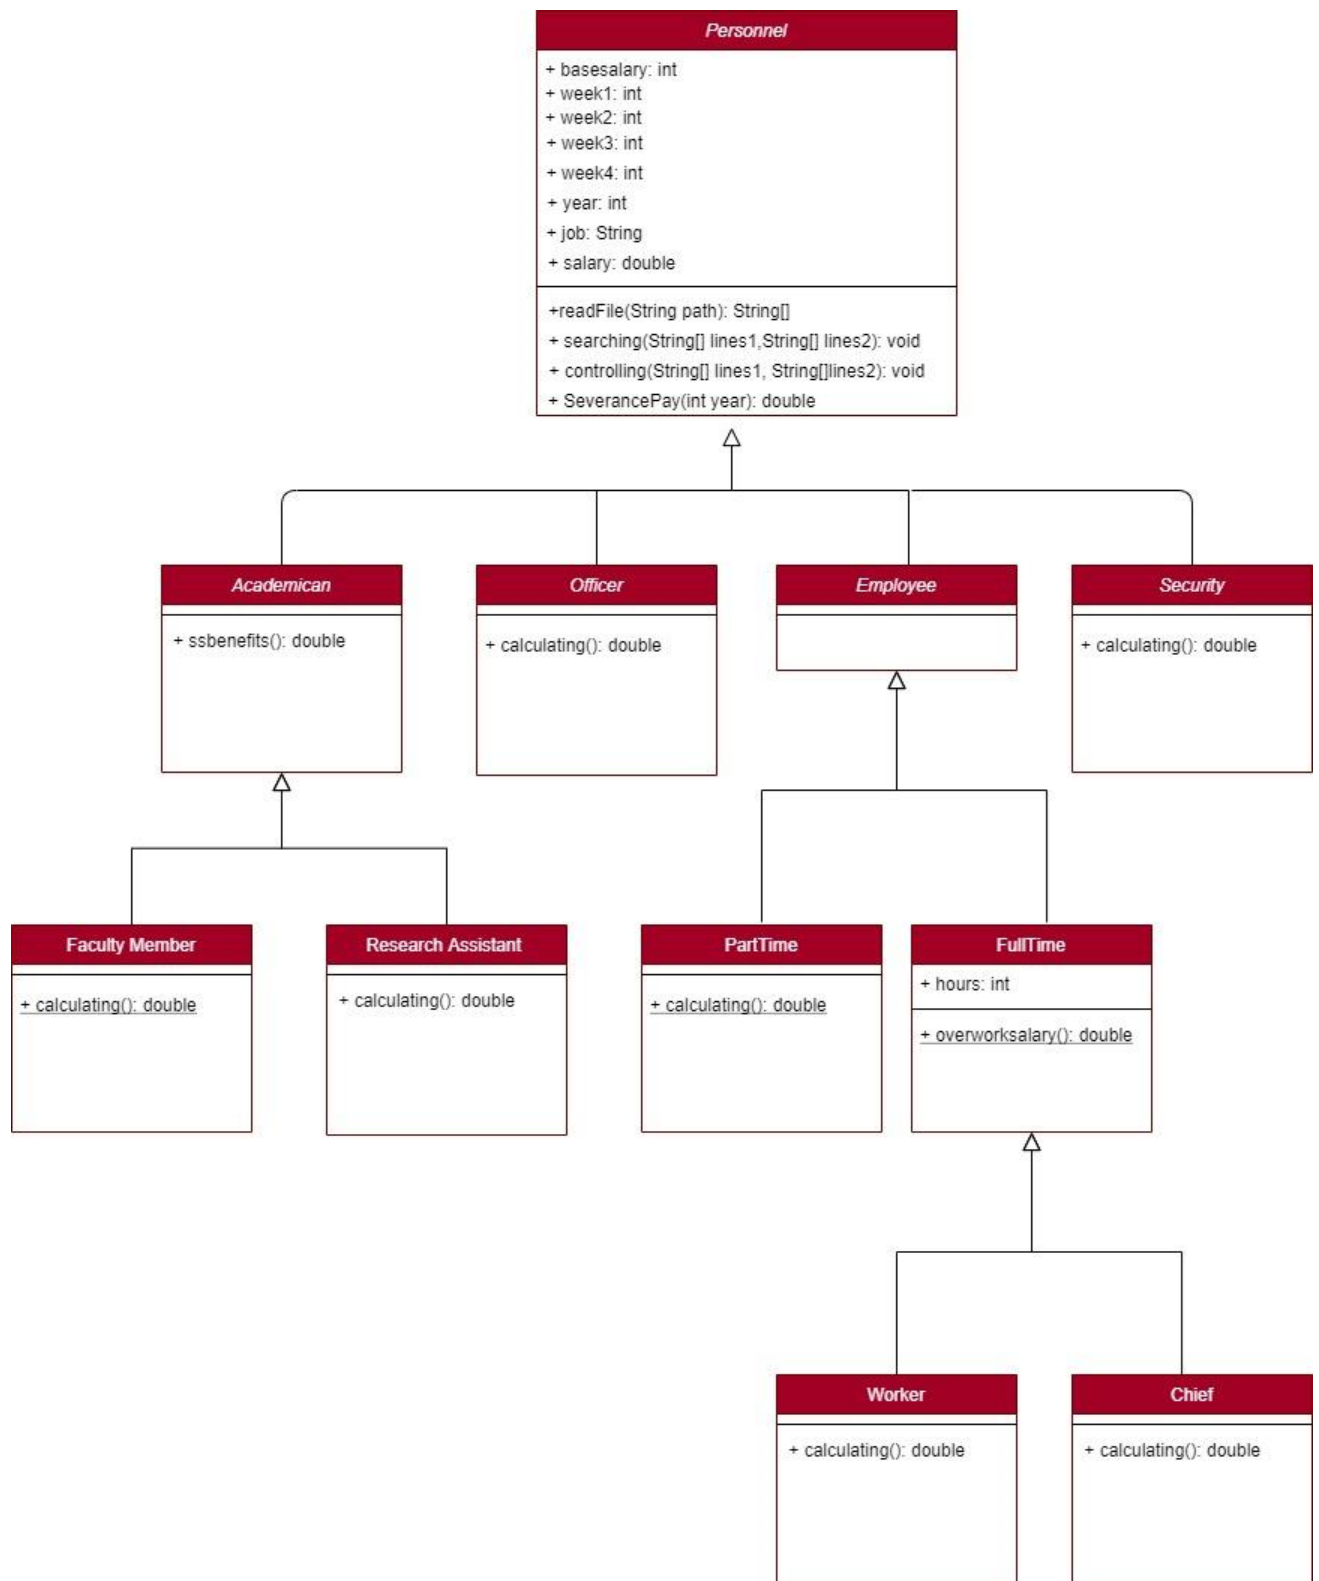 Personnel
+ basesalary: int
+ week1: int
+ week2: int
+ week3: int
+ week4: int
+ year: int
+ job: String
+ salary: double
+readFile(String path): String[]
+ searching(String[] lines1,String[] lines2): void
+ controlling(String[] lines1, String[]lines2): void
+ SeverancePay(int year): double
Academican
+ ssbenefits(): double
Officer
+ calculating(): double
Employee
Security
+ calculating(): double
Faculty Member
+ calculating(): double
Research Assistant
+ calculating(): double
PartTime
+ calculating(): double
FullTime
+ hours: int
+ overworksalary(): double
Worker
+ calculating(): double
Chief
+ calculating(): double